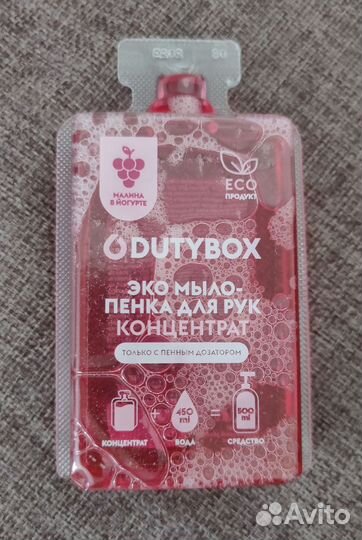 МАЛИНА
В ЙОГУРТЕ
ECO
ПРОДУКТ
DUTYBOX
ЭКО МЫЛО-
ПЕНКА ДЛЯ РУК
КОНЦЕНТРАТ
ТОЛЬКО С ПЕННЫМ ДОЗАТОРОМ
450
ml
500
ml
+
=
КОНЦЕНТРАТ
ВОДА
СРЕДСТВО
Avito